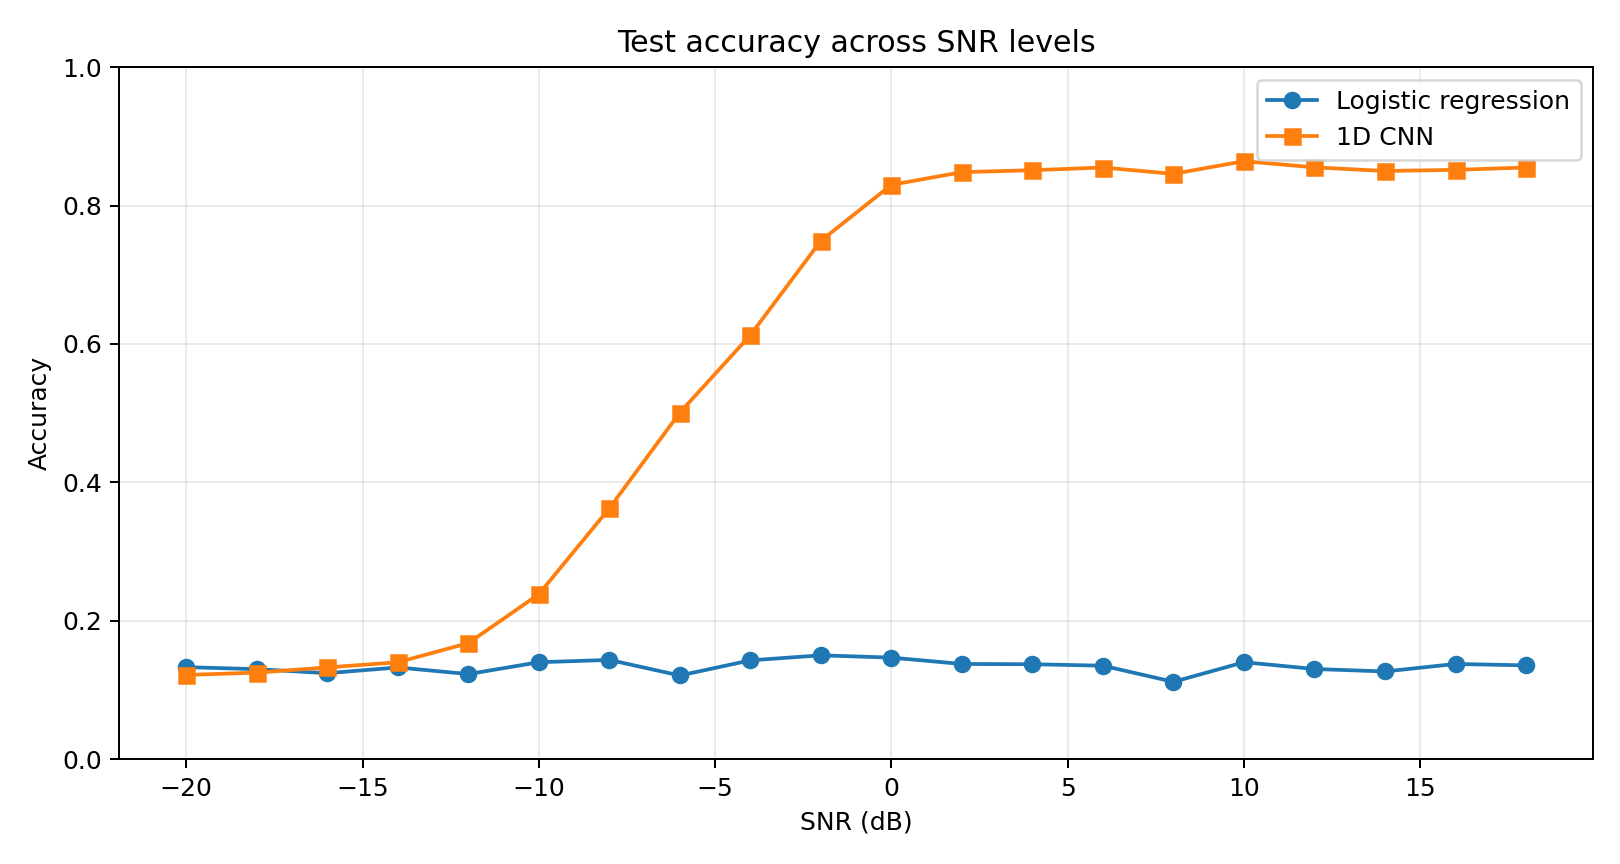 Test accuracy across SNR levels
1.0
0.8
0.6
0.4
0.2
0.0
Accuracy
Logistic regression
1D CNN
−20 −15 −10 −5 0 5 10 15
SNR (dB)